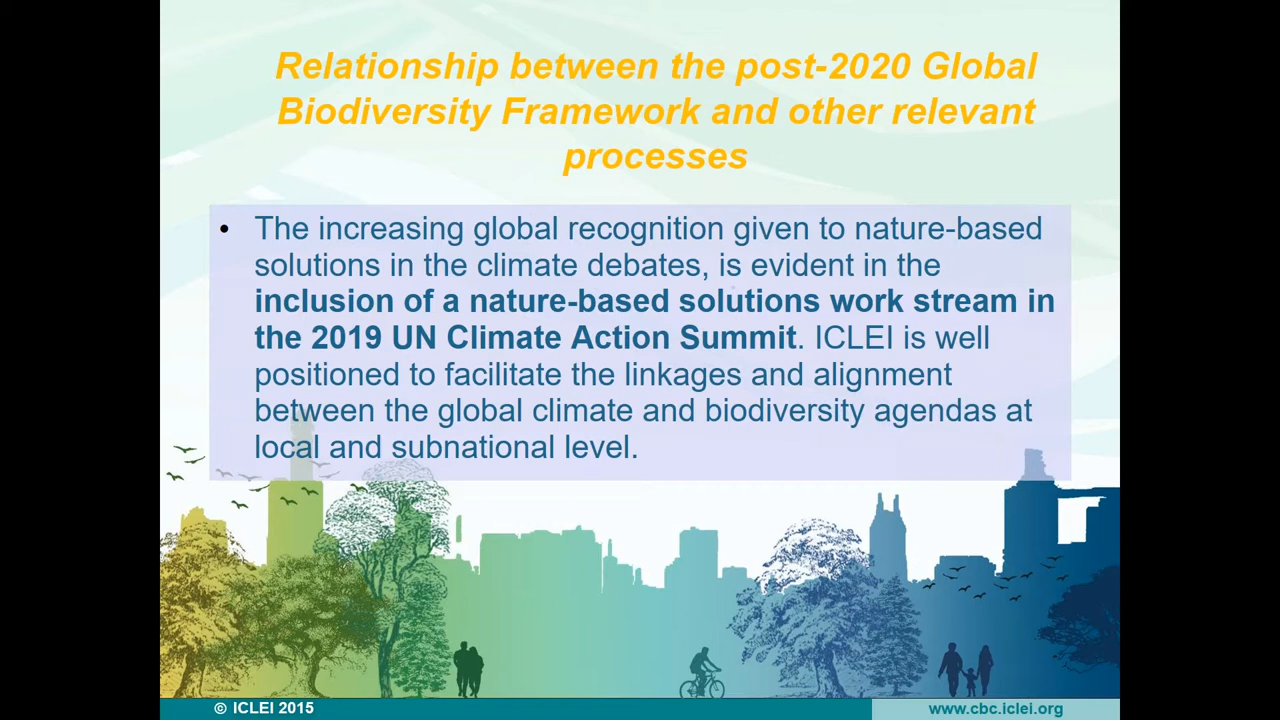 Relationship between the post-2020 Global
Biodiversity Framework and other relevant
processes
• The increasing global recognition given to nature-based
solutions in the climate debates, is evident in the
inclusion of a nature-based solutions work stream in
the 2019 UN Climate Action Summit. ICLEI is well
positioned to facilitate the linkages and alignment
between the global climate and biodiversity agendas at
local and subnational level.
© ICLEI 2015
www.cbc.iclei.org